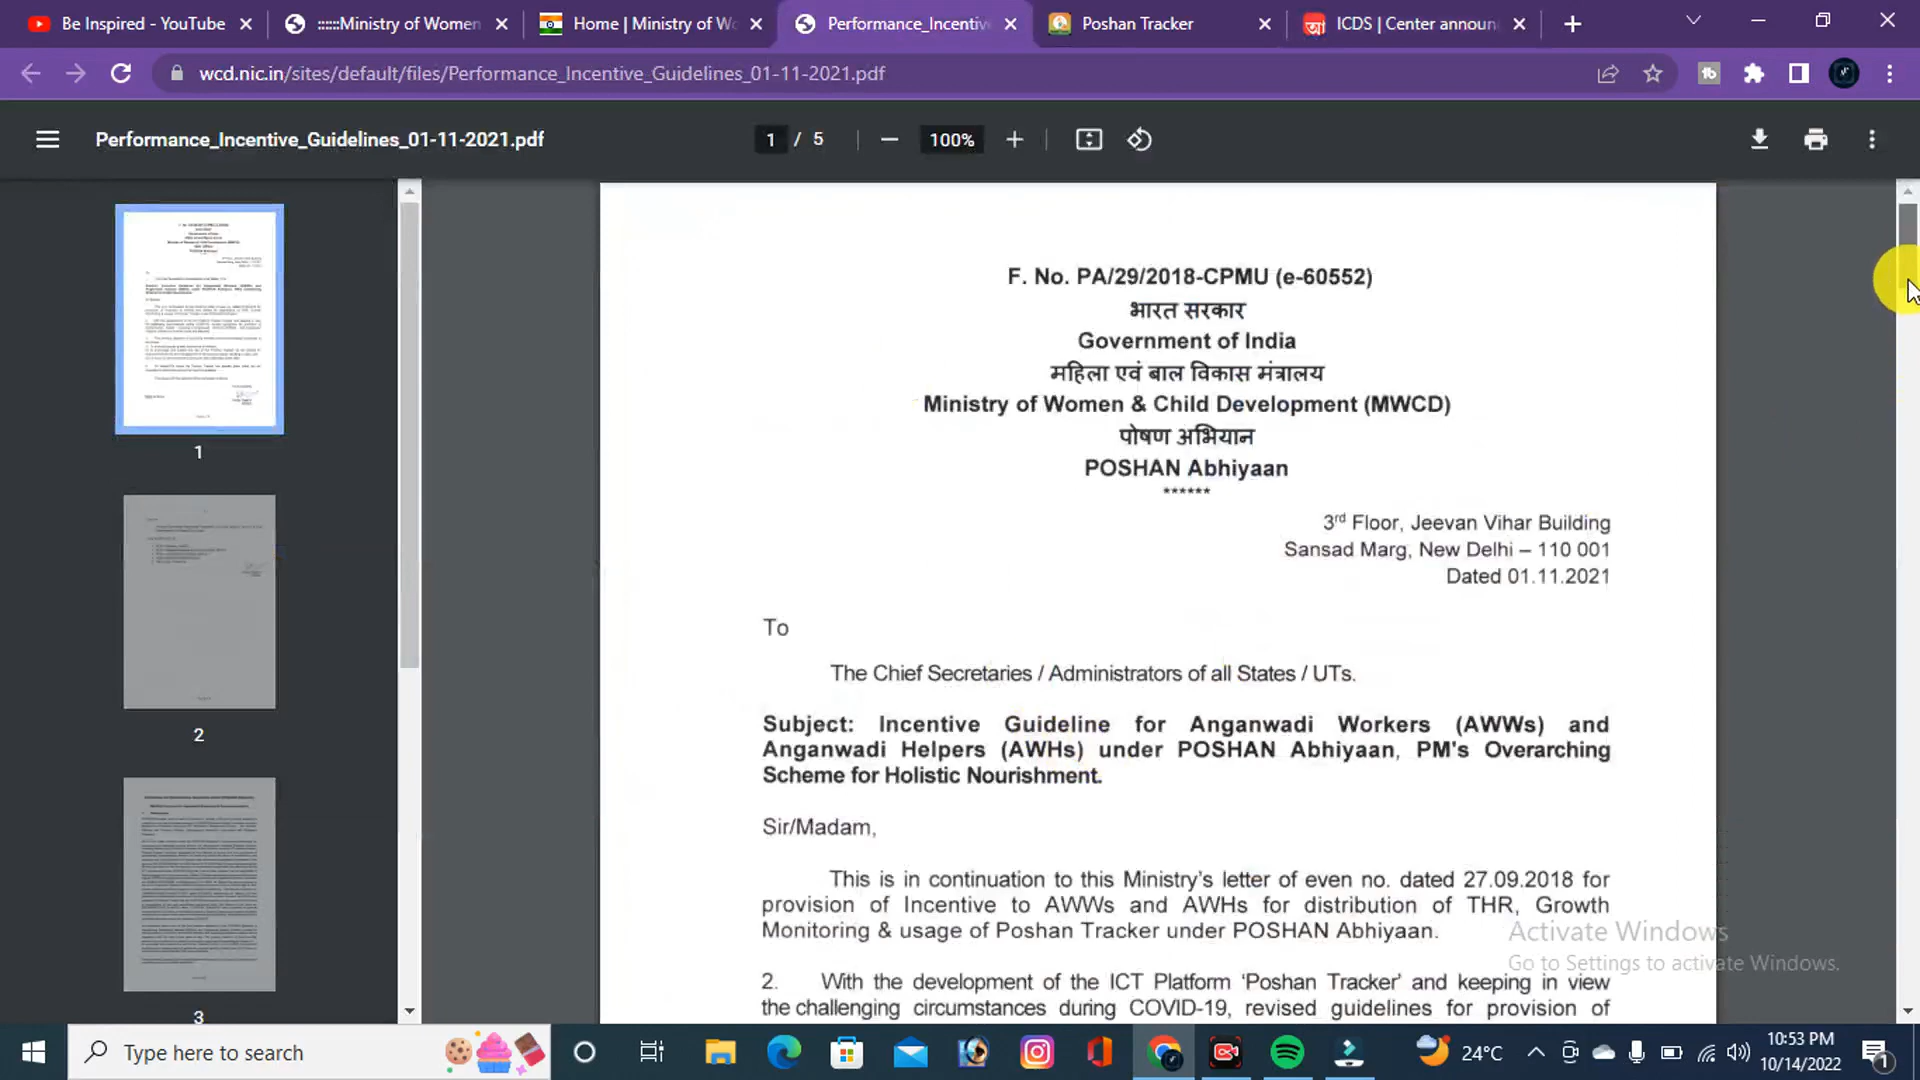 Be Inspired - YouTube
::::::Ministry of Women
Home | Ministry of Wo
Performance_Incentiv
Poshan Tracker
ICDS | Center announ
wcd.nic.in/sites/default/files/Performance_Incentive_Guidelines_01-11-2021.pdf
Performance_Incentive_Guidelines_01-11-2021.pdf
1 / 5
100%
F. No. PA/29/2018-CPMU (e-60552)
भारत सरकार
Government of India
महिला एवं बाल विकास मंत्रालय
Ministry of Women & Child Development (MWCD)
पोषण अभियान
POSHAN Abhiyaan
******
3rd Floor, Jeevan Vihar Building
Sansad Marg, New Delhi – 110 001
Dated 01.11.2021
To
The Chief Secretaries / Administrators of all States / UTs.
Subject: Incentive Guideline for Anganwadi Workers (AWWs) and
Anganwadi Helpers (AWHs) under POSHAN Abhiyaan, PM's Overarching
Scheme for Holistic Nourishment.
Sir/Madam,
This is in continuation to this Ministry's letter of even no. dated 27.09.2018 for
provision of Incentive to AWWs and AWHs for distribution of THR, Growth
Monitoring & usage of Poshan Tracker under POSHAN Abhiyaan.
2. With the development of the ICT Platform ‘Poshan Tracker’ and keeping in view
the challenging circumstances during COVID-19, revised guidelines for provision of
1
2
3
Activate Windows
Go to Settings to activate Windows.
Type here to search
24°C
10:53 PM
10/14/2022
1